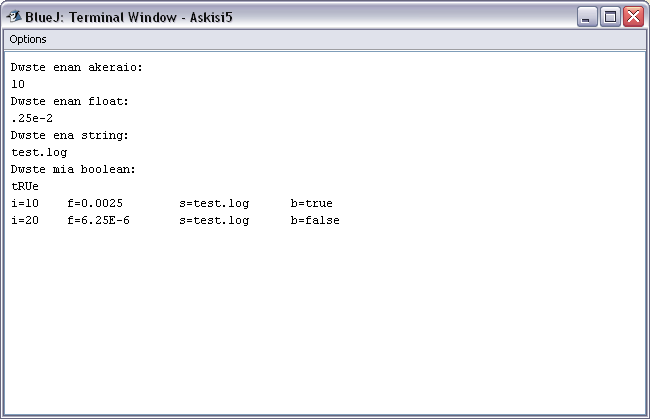 BlueJ: Terminal Window - Askisi5
Options
Dwste enan akeraio:
10
Dwste enan float:
.25e-2
Dwste ena string:
test.log
Dwste mia boolean:
tRUe
i=10    f=0.0025        s=test.log      b=true
i=20    f=6.25E-6       s=test.log      b=false